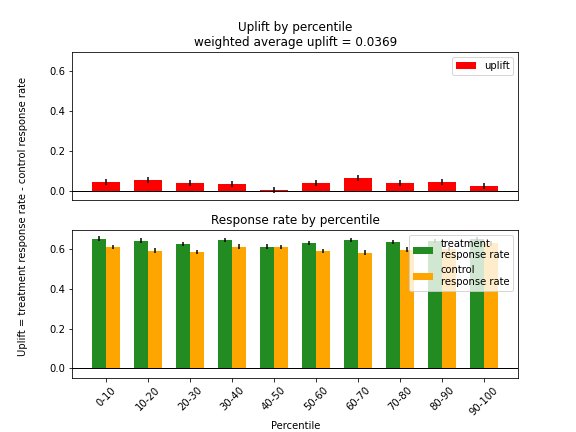 Uplift by percentile
weighted average uplift = 0.0369
0.6
0.4
0.2
0.0
uplift
Uplift = treatment response rate - control response rate
Response rate by percentile
0.6
0.4
0.2
0.0
treatment
response rate
control
response rate
0-10
10-20
20-30
30-40
40-50
50-60
60-70
70-80
80-90
90-100
Percentile